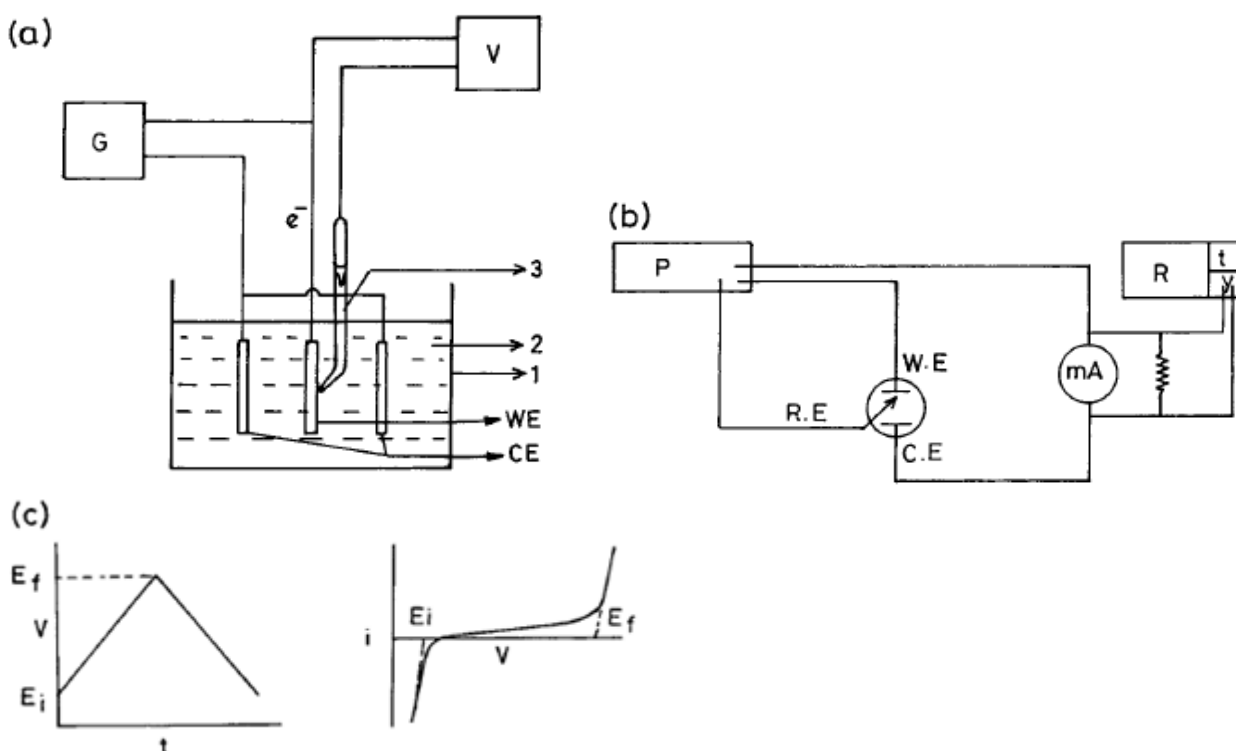 (a)
V
G
e⁻
3
2
1
WE
CE
(b)
P
R
t
y
W.E
mA
R.E
C.E
(c)
E_f
V
E_i
t
i
E_i
E_f
V